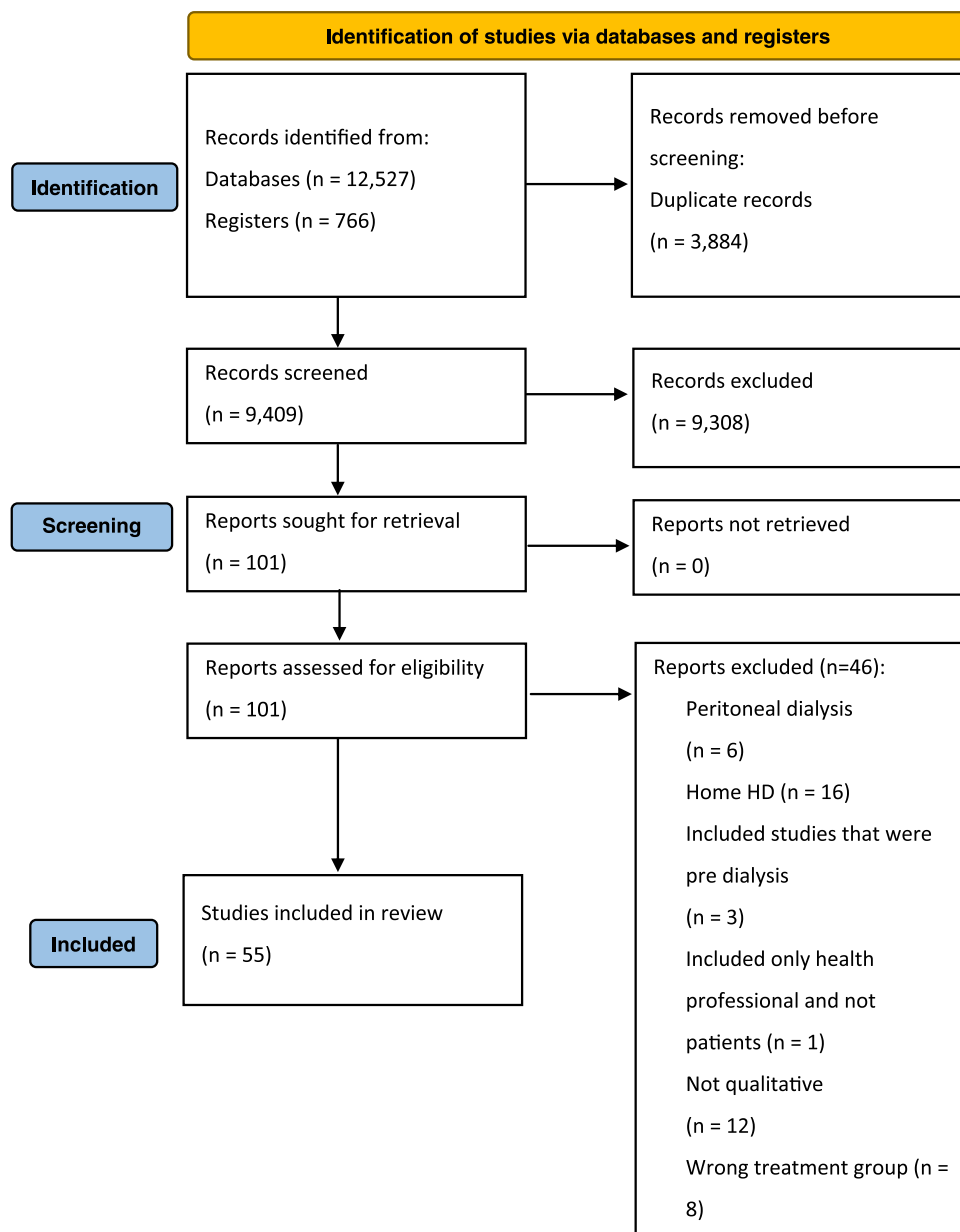 Identification of studies via databases and registers
Identification
Records identified from:
Databases (n = 12,527)
Registers (n = 766)
Records removed before
screening:
Duplicate records
(n = 3,884)
Records screened
(n = 9,409)
Records excluded
(n = 9,308)
Screening
Reports sought for retrieval
(n = 101)
Reports not retrieved
(n = 0)
Reports assessed for eligibility
(n = 101)
Reports excluded (n=46):
Peritoneal dialysis
(n = 6)
Home HD (n = 16)
Included studies that were
pre dialysis
(n = 3)
Included only health
professional and not
patients (n = 1)
Not qualitative
(n = 12)
Wrong treatment group (n =
8)
Included
Studies included in review
(n = 55)